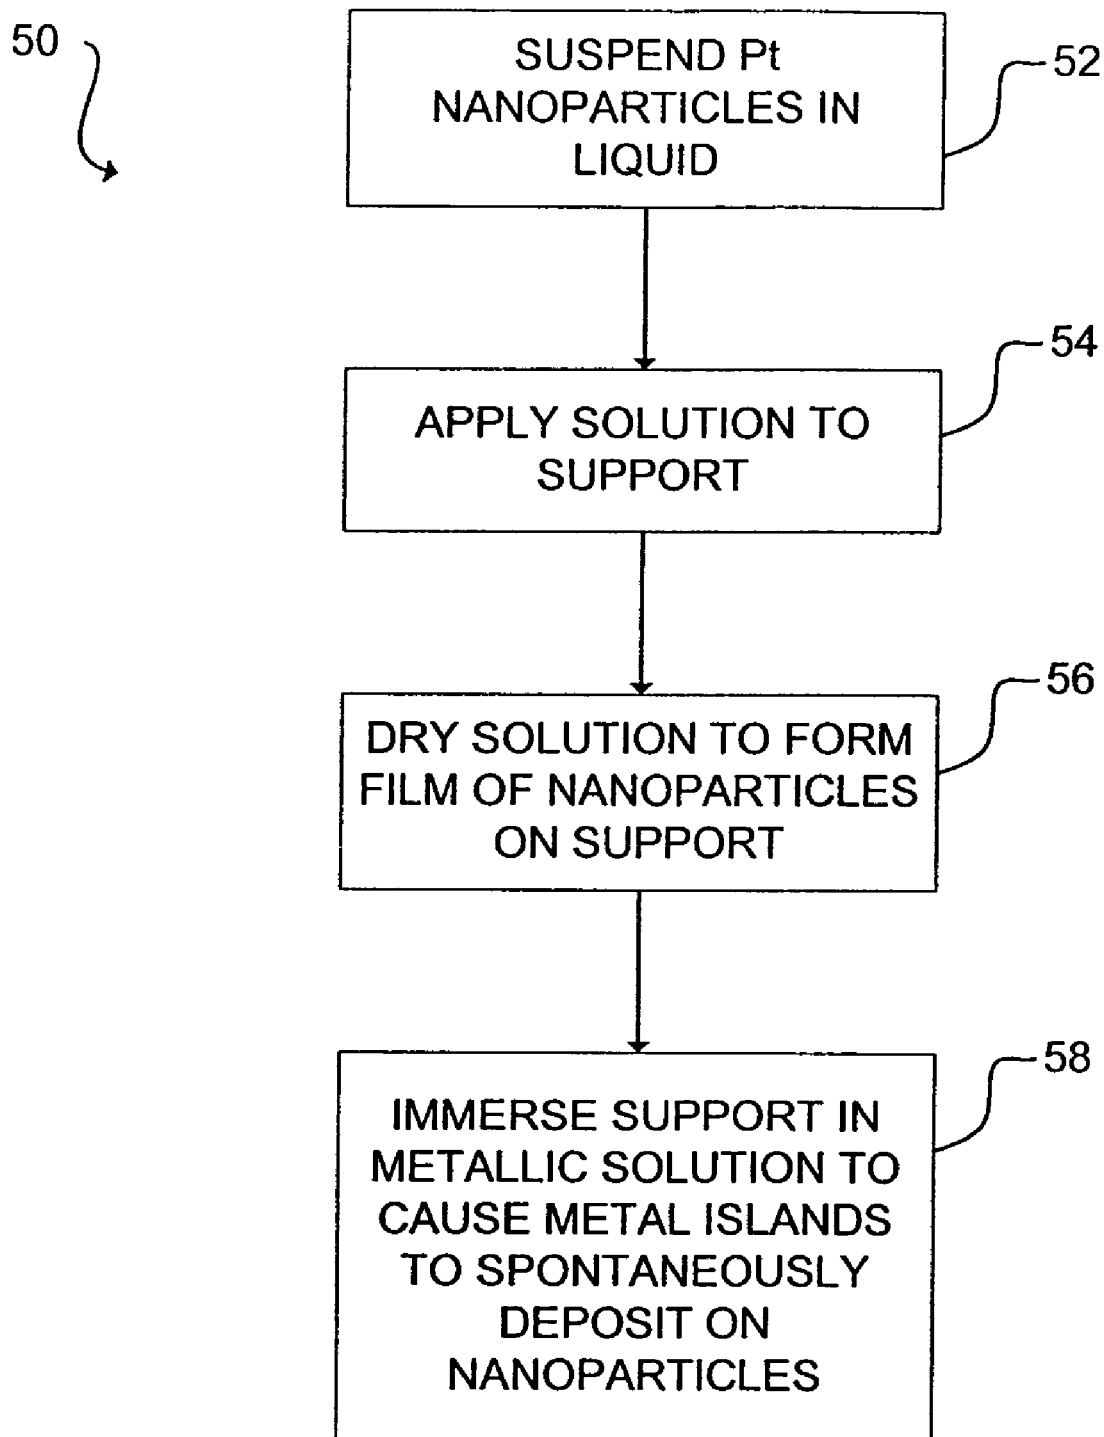 50
SUSPEND Pt
NANOPARTICLES IN
LIQUID
52
APPLY SOLUTION TO
SUPPORT
54
DRY SOLUTION TO FORM
FILM OF NANOPARTICLES
ON SUPPORT
56
IMMERSE SUPPORT IN
METALLIC SOLUTION TO
CAUSE METAL ISLANDS
TO SPONTANEOUSLY
DEPOSIT ON
NANOPARTICLES
58